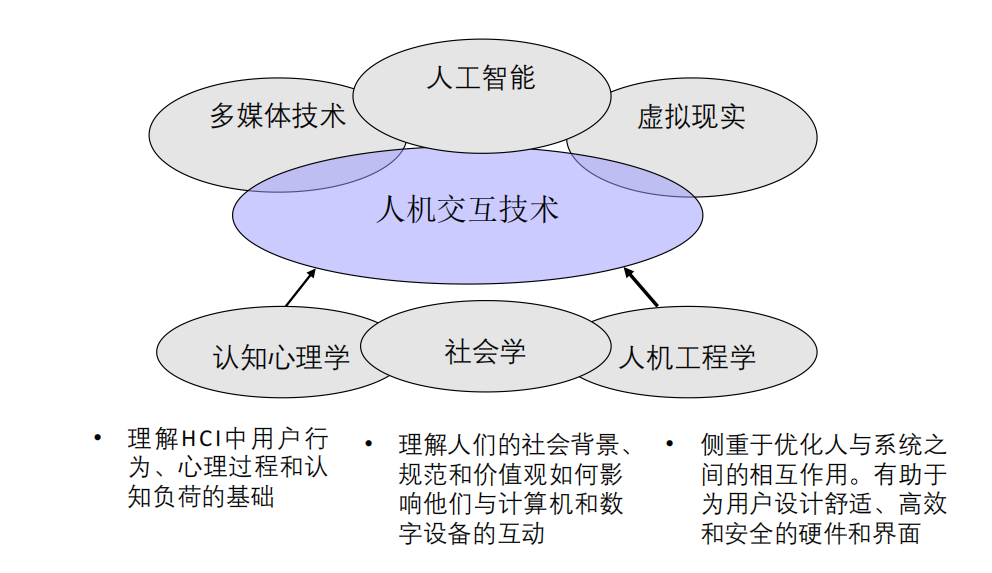 人工智能
多媒体技术
虚拟现实
人机交互技术
认知心理学
社会学
人机工程学
• 理解HCI中用户行
为、心理过程和认
知负荷的基础
• 理解人们的社会背景、
规范和价值观如何影
响他们与计算机和数
字设备的互动
• 侧重于优化人与系统之
间的相互作用。有助于
为用户设计舒适、高效
和安全的硬件和界面